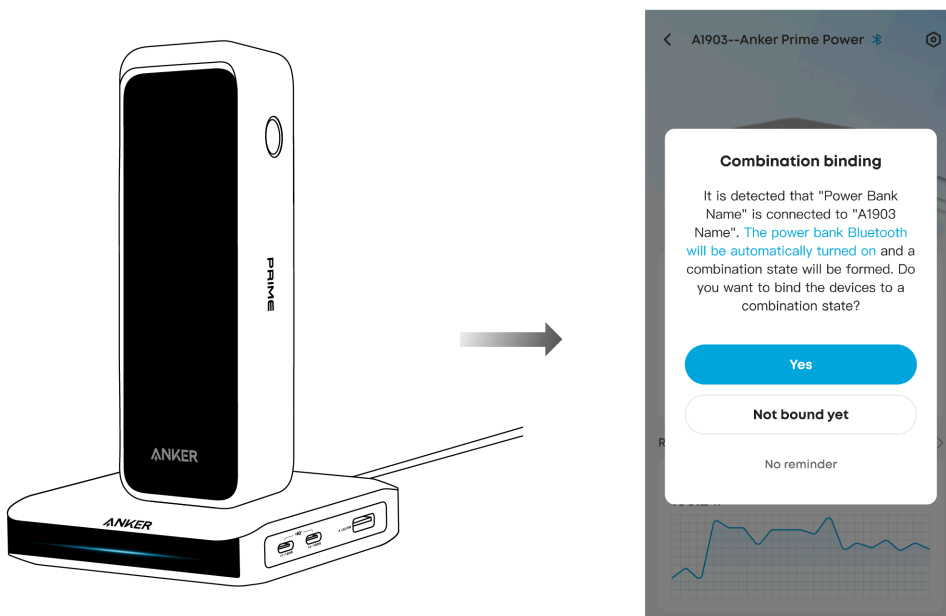 PRIME
ANKER
ANKER
A1903--Anker Prime Power
Combination binding
It is detected that "Power Bank
Name" is connected to "A1903
Name". The power bank Bluetooth
will be automatically turned on and a
combination state will be formed. Do
you want to bind the devices to a
combination state?
Yes
Not bound yet
No reminder
R